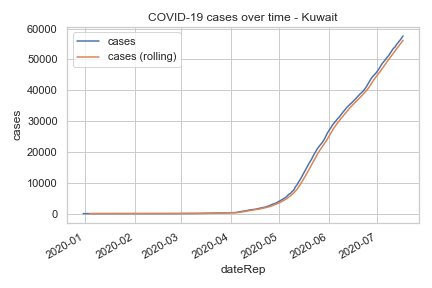 COVID-19 cases over time - Kuwait
cases
cases (rolling)
60000
50000
40000
30000
20000
10000
0
cases
2020-01
2020-02
2020-03
2020-04
2020-05
2020-06
2020-07
dateRep